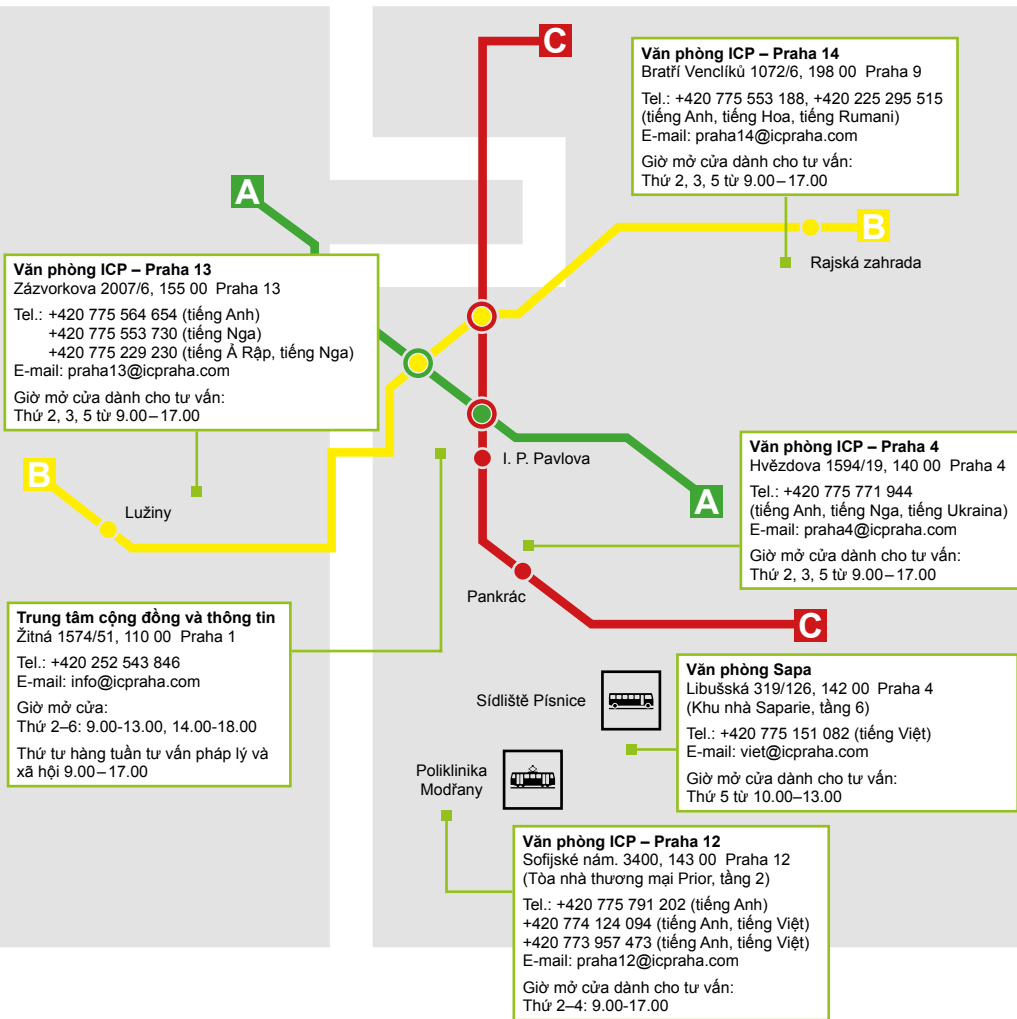 C
Văn phòng ICP – Praha 14
Bratří Venclíků 1072/6, 198 00 Praha 9
Tel.: +420 775 553 188, +420 225 295 515
(tiếng Anh, tiếng Hoa, tiếng Rumani)
E-mail: praha14@icpraha.com
Giờ mở cửa dành cho tư vấn:
Thứ 2, 3, 5 từ 9.00–17.00
A
B
Rajská zahrada
Văn phòng ICP – Praha 13
Zázvorkova 2007/6, 155 00 Praha 13
Tel.: +420 775 564 654 (tiếng Anh)
+420 775 553 730 (tiếng Nga)
+420 775 229 230 (tiếng Ả Rập, tiếng Nga)
E-mail: praha13@icpraha.com
Giờ mở cửa dành cho tư vấn:
Thứ 2, 3, 5 từ 9.00–17.00
I. P. Pavlova
Văn phòng ICP – Praha 4
Hvězdova 1594/19, 140 00 Praha 4
Tel.: +420 775 771 944
(tiếng Anh, tiếng Nga, tiếng Ukraina)
E-mail: praha4@icpraha.com
Giờ mở cửa dành cho tư vấn:
Thứ 2, 3, 5 từ 9.00–17.00
B
A
Lužiny
Pankrác
C
Trung tâm cộng đồng và thông tin
Žitná 1574/51, 110 00 Praha 1
Tel.: +420 252 543 846
E-mail: info@icpraha.com
Giờ mở cửa:
Thứ 2–6: 9.00-13.00, 14.00-18.00
Thứ tư hàng tuần tư vấn pháp lý và
xã hội 9.00–17.00
Sídliště Písnice
Văn phòng Sapa
Libušská 319/126, 142 00 Praha 4
(Khu nhà Saparie, tầng 6)
Tel.: +420 775 151 082 (tiếng Việt)
E-mail: viet@icpraha.com
Giờ mở cửa dành cho tư vấn:
Thứ 5 từ 10.00–13.00
Poliklinika
Modřany
Văn phòng ICP – Praha 12
Sofijské nám. 3400, 143 00 Praha 12
(Tòa nhà thương mại Prior, tầng 2)
Tel.: +420 775 791 202 (tiếng Anh)
+420 774 124 094 (tiếng Anh, tiếng Việt)
+420 773 957 473 (tiếng Anh, tiếng Việt)
E-mail: praha12@icpraha.com
Giờ mở cửa dành cho tư vấn:
Thứ 2–4: 9.00-17.00